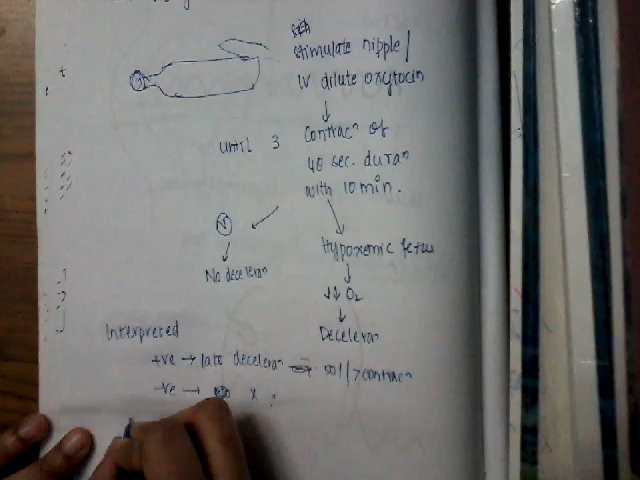 stimulate nipple/
IV dilute oxytocin
↓
until 3 contracⁿ of
40 sec. duraⁿ
with 10 min.
N
↓
No deceleraⁿ
Hypoxemic fetus
↓
↓↓ O₂
↓
Deceleraⁿ
Interpreted
+ve → late deceleraⁿ 50% contracⁿ
-ve → x